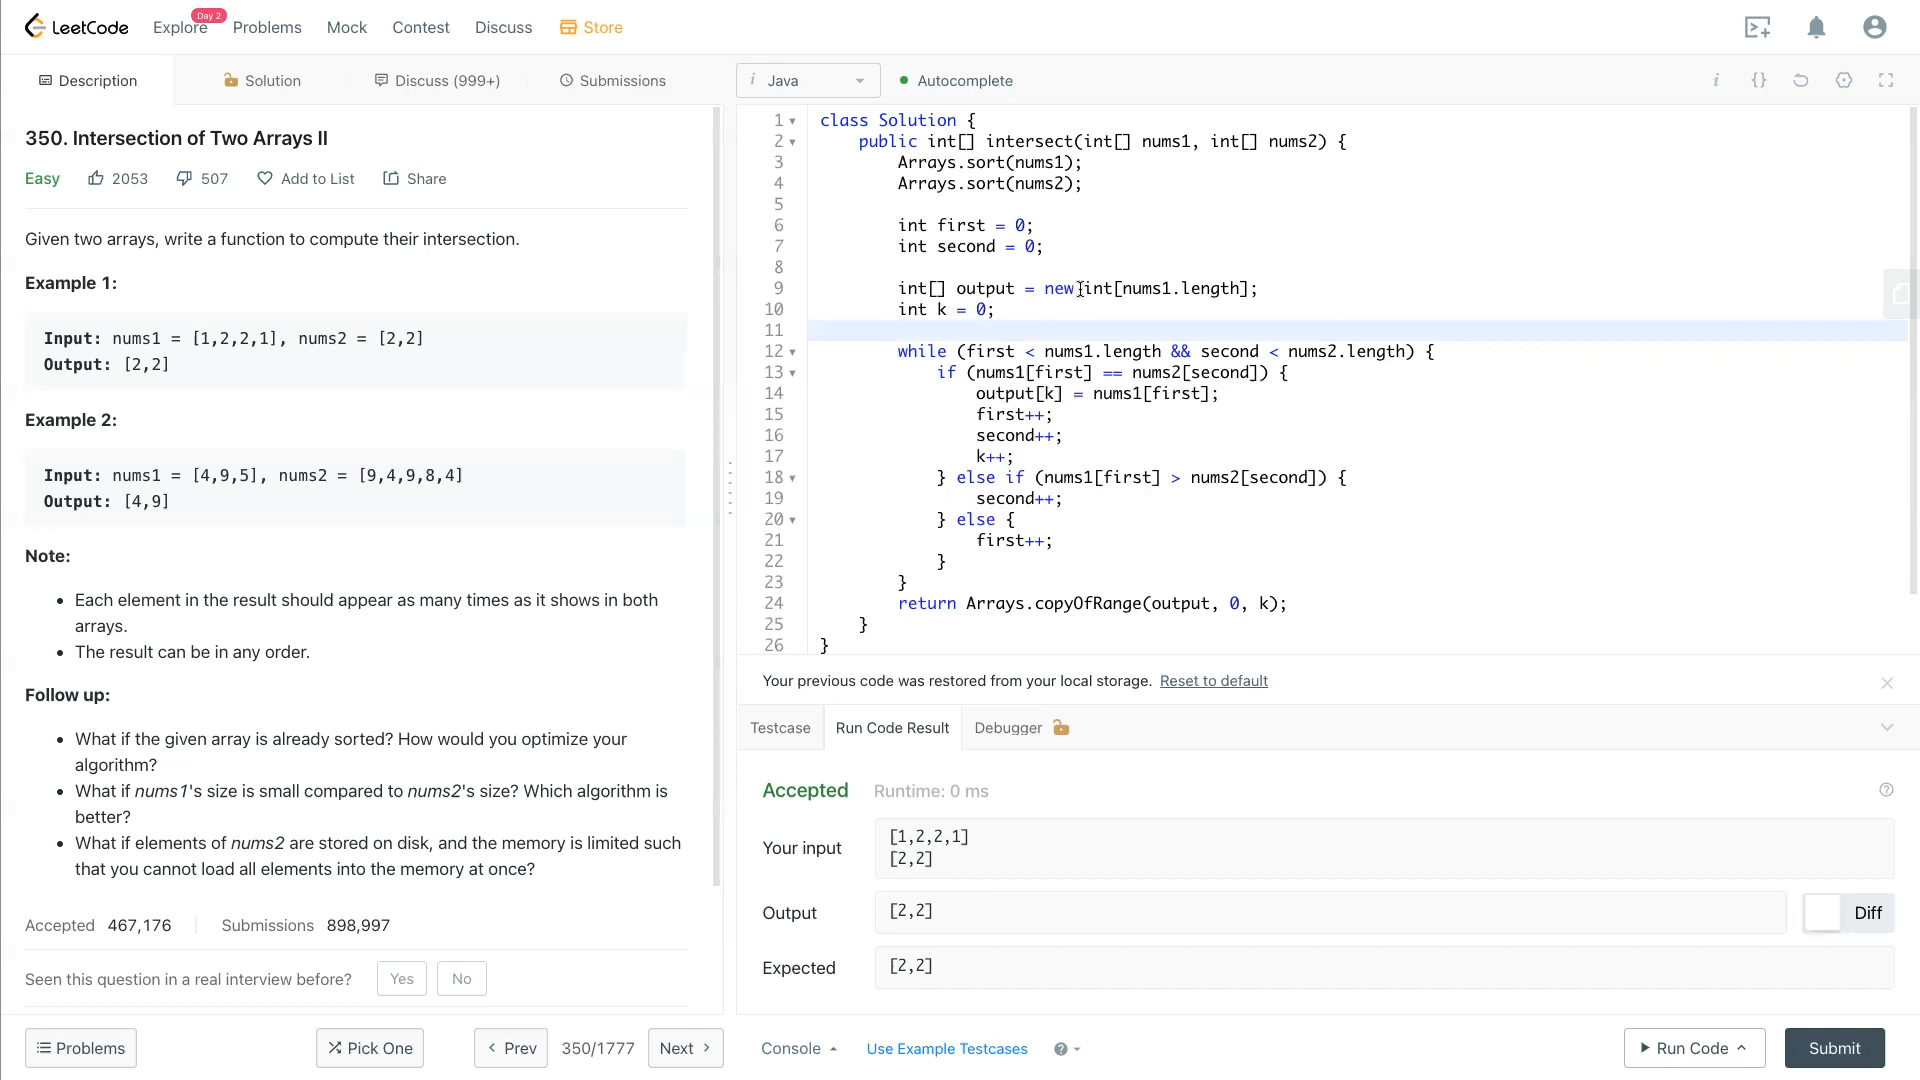 LeetCode Explore Day 2 Problems Mock Contest Discuss Store
Description Solution Discuss (999+) Submissions
i Java Autocomplete i {}
350. Intersection of Two Arrays II
Easy 2053 507 Add to List Share
Given two arrays, write a function to compute their intersection.
Example 1:
Input: nums1 = [1,2,2,1], nums2 = [2,2]
Output: [2,2]
Example 2:
Input: nums1 = [4,9,5], nums2 = [9,4,9,8,4]
Output: [4,9]
Note:
• Each element in the result should appear as many times as it shows in both
arrays.
• The result can be in any order.
Follow up:
• What if the given array is already sorted? How would you optimize your
algorithm?
• What if nums1's size is small compared to nums2's size? Which algorithm is
better?
• What if elements of nums2 are stored on disk, and the memory is limited such
that you cannot load all elements into the memory at once?
Accepted 467,176 Submissions 898,997
Seen this question in a real interview before? Yes No
Problems Pick One Prev 350/1777 Next
1 class Solution {
2 public int[] intersect(int[] nums1, int[] nums2) {
3 Arrays.sort(nums1);
4 Arrays.sort(nums2);
5
6 int first = 0;
7 int second = 0;
8
9 int[] output = new int[nums1.length];
10 int k = 0;
11
12 while (first < nums1.length && second < nums2.length) {
13 if (nums1[first] == nums2[second]) {
14 output[k] = nums1[first];
15 first++;
16 second++;
17 k++;
18 } else if (nums1[first] > nums2[second]) {
19 second++;
20 } else {
21 first++;
22 }
23 }
24 return Arrays.copyOfRange(output, 0, k);
25 }
26 }
Your previous code was restored from your local storage. Reset to default
Testcase Run Code Result Debugger
Accepted Runtime: 0 ms
Your input
[1,2,2,1]
[2,2]
Output [2,2] Diff
Expected [2,2]
Console Use Example Testcases Run Code Submit